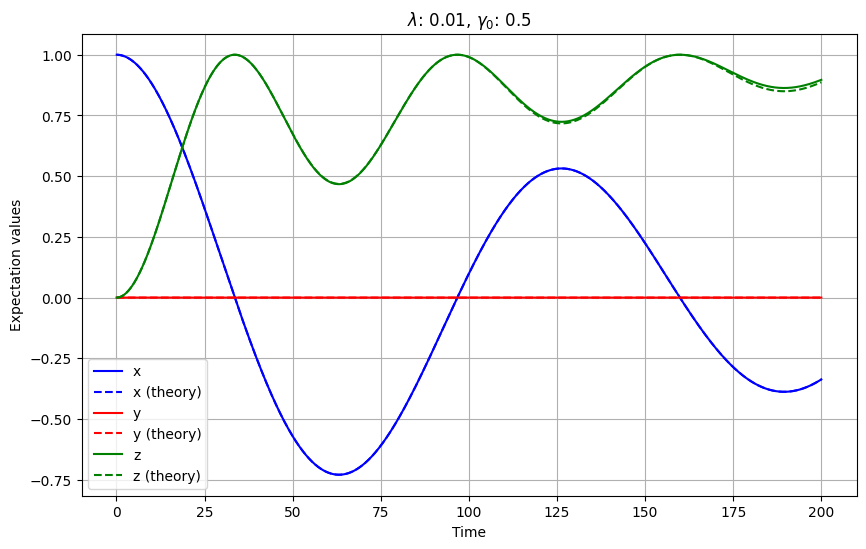 λ: 0.01, γ₀: 0.5
Expectation values
1.00
0.75
0.50
0.25
0.00
−0.25
−0.50
−0.75
x
x (theory)
y
y (theory)
z
z (theory)
0 25 50 75 100 125 150 175 200
Time